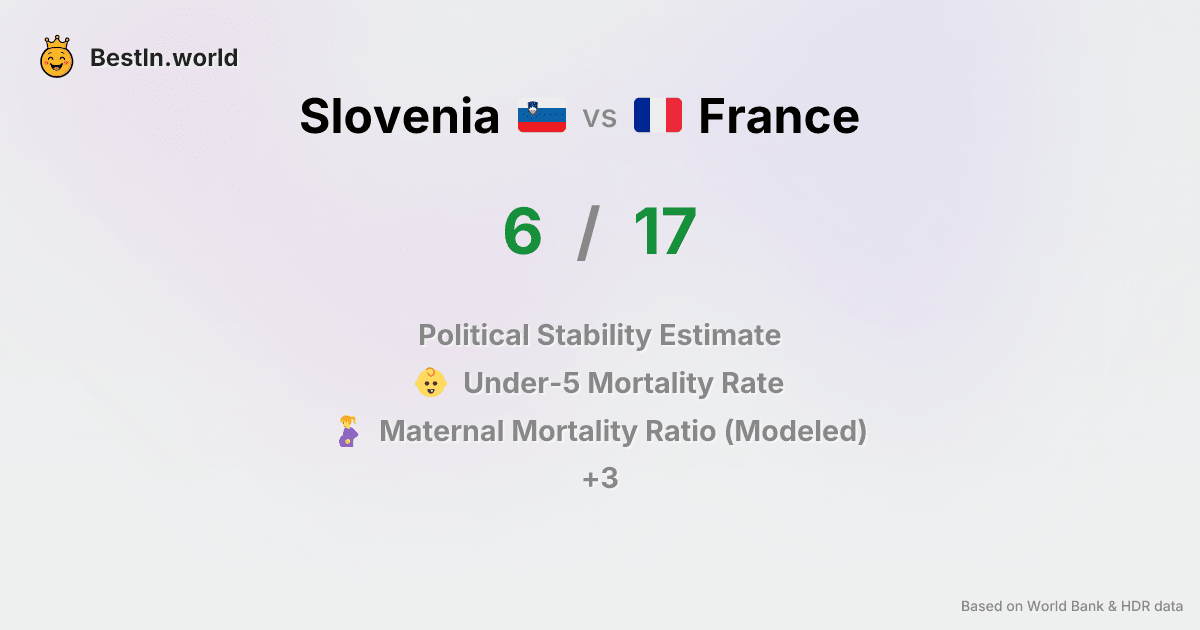 BestIn.world
Slovenia vs France
6 / 17
Political Stability Estimate
Under-5 Mortality Rate
Maternal Mortality Ratio (Modeled)
+3
Based on World Bank & HDR data